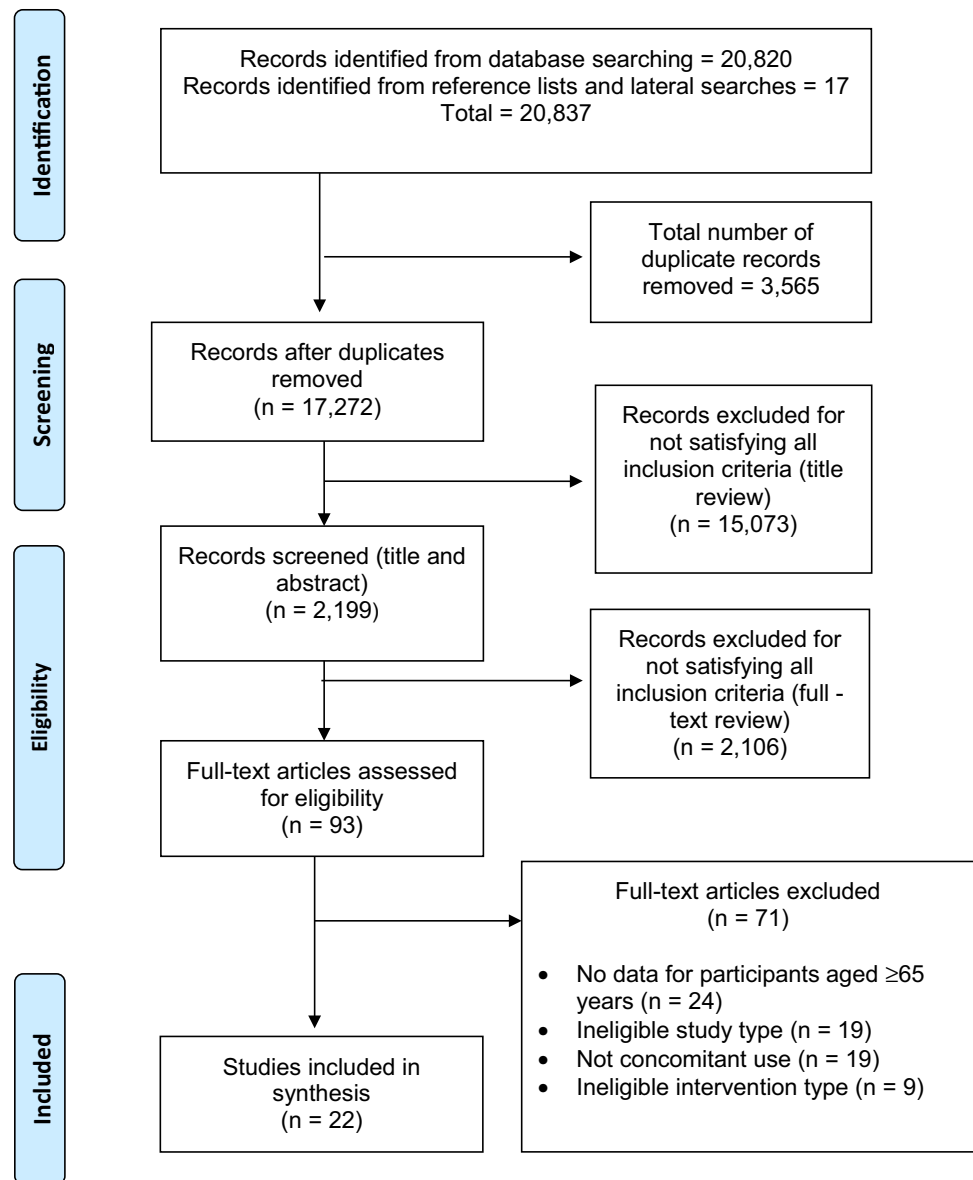 Identification
Records identified from database searching = 20,820
Records identified from reference lists and lateral searches = 17
Total = 20,837
Total number of
duplicate records
removed = 3,565
Screening
Records after duplicates
removed
(n = 17,272)
Records excluded for
not satisfying all
inclusion criteria (title
review)
(n = 15,073)
Eligibility
Records screened (title and
abstract)
(n = 2,199)
Records excluded for
not satisfying all
inclusion criteria (full -
text review)
(n = 2,106)
Full-text articles assessed
for eligibility
(n = 93)
Full-text articles excluded
(n = 71)
• No data for participants aged ≥65
years (n = 24)
• Ineligible study type (n = 19)
• Not concomitant use (n = 19)
• Ineligible intervention type (n = 9)
Included
Studies included in
synthesis
(n = 22)